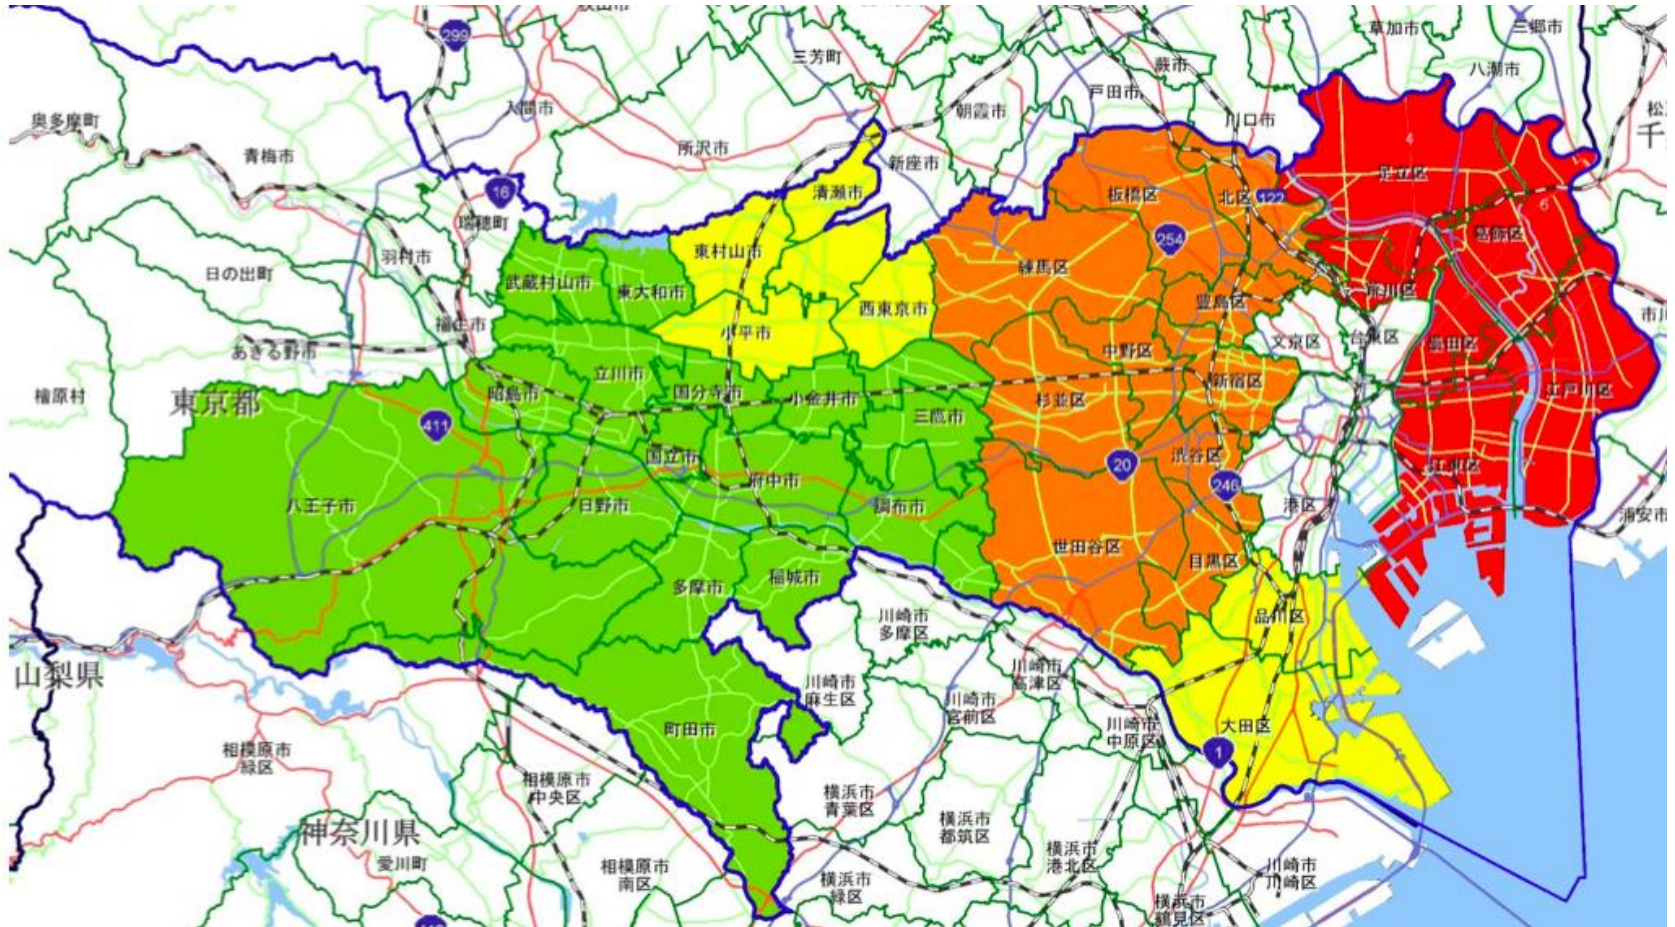 299
三芳町
蕨市
草加市
三郷市
八潮市
戸田市
入間市
朝霞市
川口市
奥多摩町
青梅市
所沢市
新座市
4
足立区
16
清瀬市
板橋区
北区
122
瑞穂町
6
葛飾区
羽村市
東村山市
254
日の出町
武蔵村山市
東大和市
練馬区
荒川区
西東京市
豊島区
福生市
小平市
文京区
台東区
墨田区
あきる野市
中野区
立川市
新宿区
檜原村
東京都
昭島市
国分寺市
小金井市
杉並区
江戸川区
三鷹市
411
国立市
20
渋谷区
江東区
246
府中市
八王子市
日野市
調布市
港区
浦安市
世田谷区
目黒区
多摩市
稲城市
品川区
川崎市
多摩区
山梨県
川崎市
高津区
川崎市
麻生区
川崎市
宮前区
町田市
川崎市
中原区
大田区
1
相模原市
緑区
相模原市
中央区
横浜市
青葉区
横浜市
都筑区
神奈川県
愛川町
横浜市
港北区
相模原市
南区
横浜市
緑区
川崎市
川崎区
横浜市
鶴見区